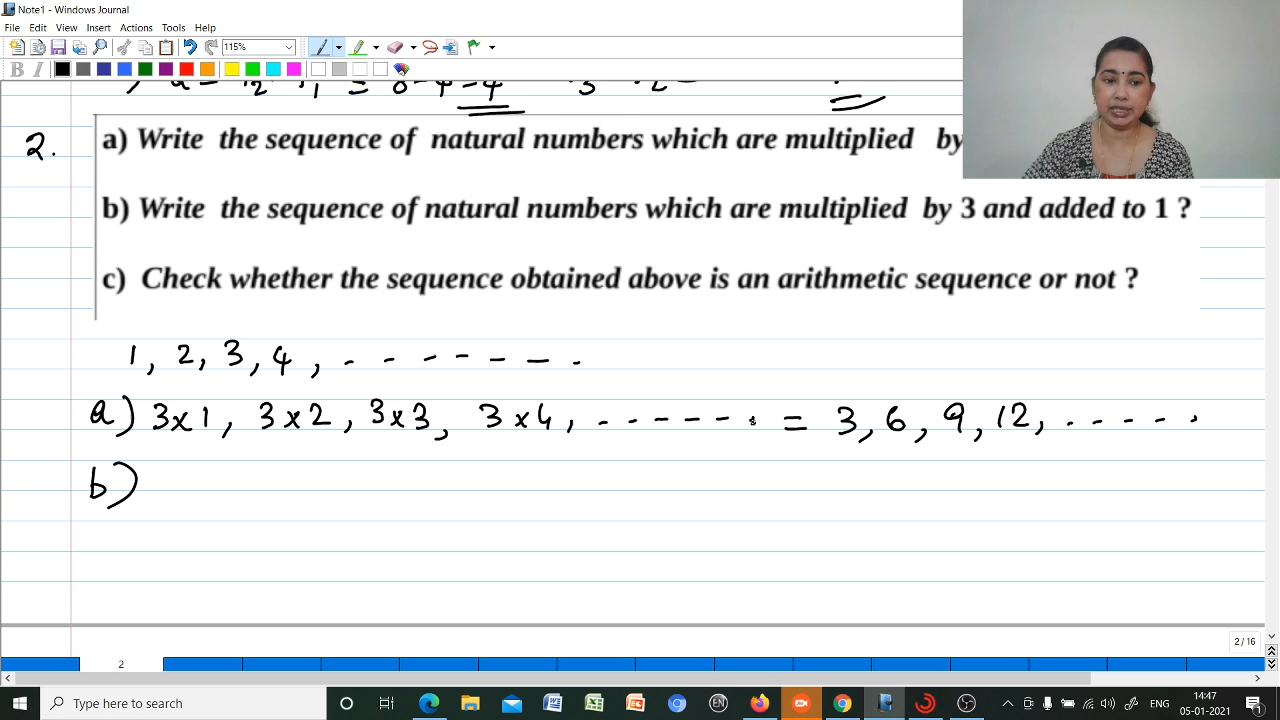 Note1 - Windows Journal
File Edit View Insert Actions Tools Help
115%
B I
2. a) Write the sequence of natural numbers which are multiplied by
b) Write the sequence of natural numbers which are multiplied by 3 and added to 1 ?
c) Check whether the sequence obtained above is an arithmetic sequence or not ?
1, 2, 3, 4, - - - - - - - .
a) 3x1, 3x2, 3x3, 3x4, - - - - - - = 3, 6, 9, 12, - - - - - .
b)
2 / 16
2
Type here to search
EN
14:47
05-01-2021